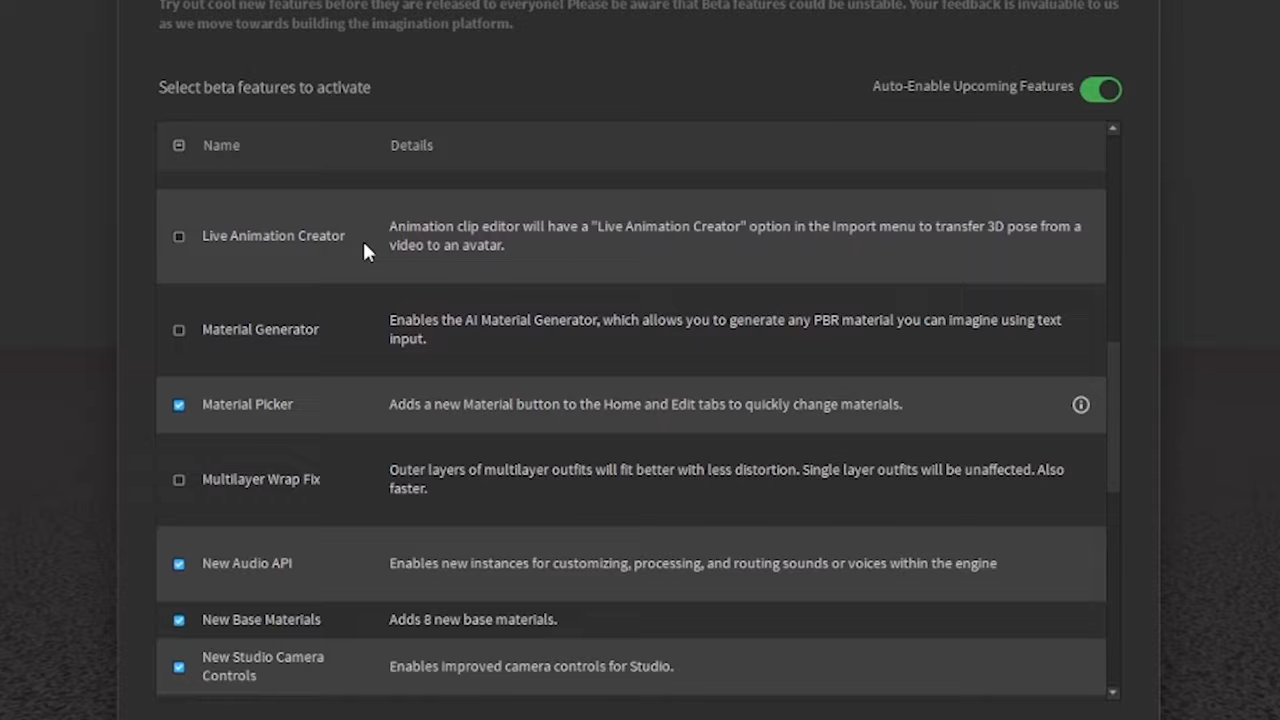 Try out cool new features before they are released to everyone! Please be aware that Beta features could be unstable. Your feedback is invaluable to us
as we move towards building the imagination platform.
Select beta features to activate
Auto-Enable Upcoming Features
Name Details
Live Animation Creator
Animation clip editor will have a "Live Animation Creator" option in the Import menu to transfer 3D pose from a
video to an avatar.
Material Generator
Enables the AI Material Generator, which allows you to generate any PBR material you can imagine using text
input.
Material Picker
Adds a new Material button to the Home and Edit tabs to quickly change materials.
Multilayer Wrap Fix
Outer layers of multilayer outfits will fit better with less distortion. Single layer outfits will be unaffected. Also
faster.
New Audio API
Enables new instances for customizing, processing, and routing sounds or voices within the engine
New Base Materials
Adds 8 new base materials.
New Studio Camera
Controls
Enables improved camera controls for Studio.